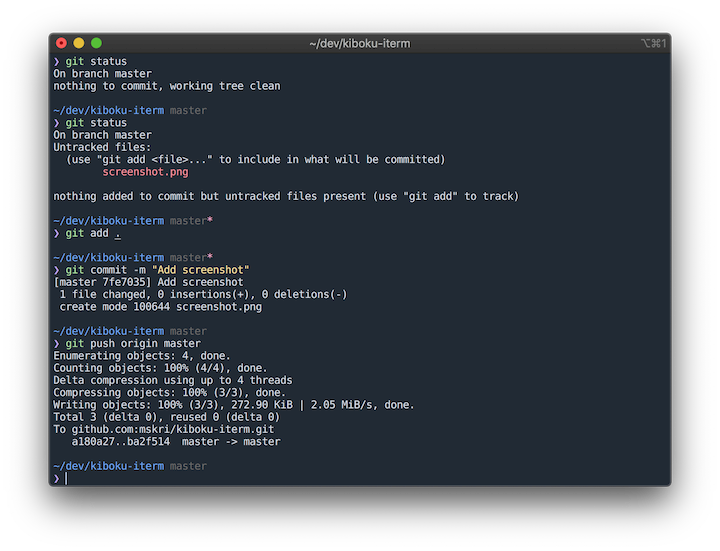 ~/dev/kiboku-iterm
⌥⌘1
❯ git status
On branch master
nothing to commit, working tree clean
~/dev/kiboku-iterm master
❯ git status
On branch master
Untracked files:
  (use "git add <file>..." to include in what will be committed)
        screenshot.png
nothing added to commit but untracked files present (use "git add" to track)
~/dev/kiboku-iterm master*
❯ git add .
~/dev/kiboku-iterm master*
❯ git commit -m "Add screenshot"
[master 7fe7035] Add screenshot
 1 file changed, 0 insertions(+), 0 deletions(-)
 create mode 100644 screenshot.png
~/dev/kiboku-iterm master
❯ git push origin master
Enumerating objects: 4, done.
Counting objects: 100% (4/4), done.
Delta compression using up to 4 threads
Compressing objects: 100% (3/3), done.
Writing objects: 100% (3/3), 272.90 KiB | 2.05 MiB/s, done.
Total 3 (delta 0), reused 0 (delta 0)
To github.com:mskri/kiboku-iterm.git
   a180a27..ba2f514  master -> master
~/dev/kiboku-iterm master
❯